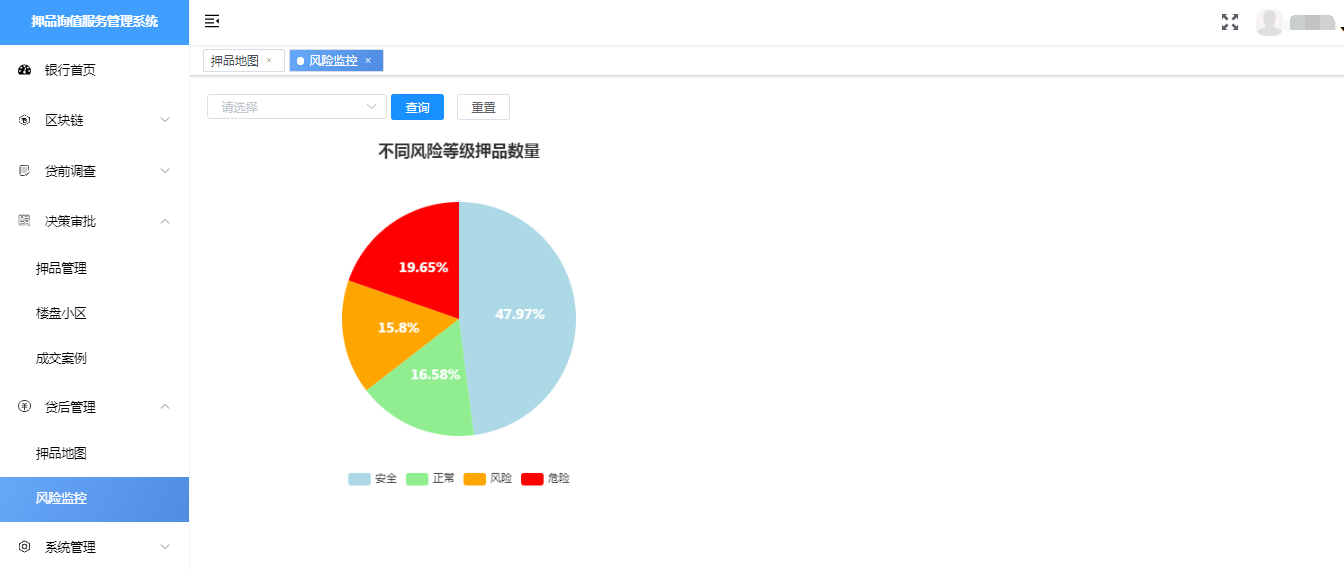 押品询值服务管理系统
银行首页
区块链
贷前调查
决策审批
押品管理
楼盘小区
成交案例
贷后管理
押品地图
风险监控
系统管理
押品地图 × 风险监控 ×
请选择 查询 重置
不同风险等级押品数量
19.65%
47.97%
15.8%
16.58%
安全 正常 风险 危险